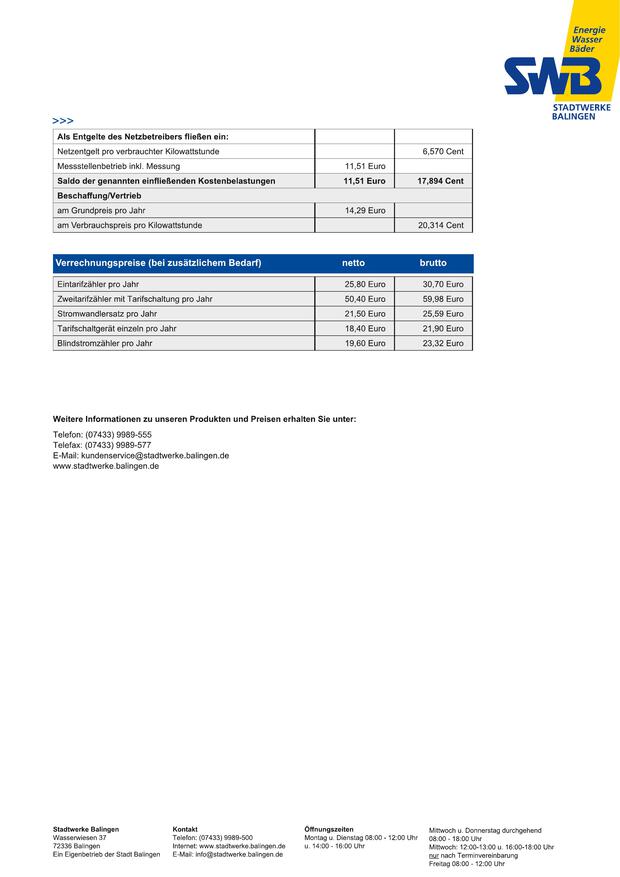 Energie
Wasser
Bäder
SWB
STADTWERKE
BALINGEN
>>>
Als Entgelte des Netzbetreibers fließen ein:
Netzentgelt pro verbrauchter Kilowattstunde 6,570 Cent
Messstellenbetrieb inkl. Messung 11,51 Euro
Saldo der genannten einfließenden Kostenbelastungen 11,51 Euro 17,894 Cent
Beschaffung/Vertrieb
am Grundpreis pro Jahr 14,29 Euro
am Verbrauchspreis pro Kilowattstunde 20,314 Cent
Verrechnungspreise (bei zusätzlichem Bedarf) netto brutto
Eintarifzähler pro Jahr 25,80 Euro 30,70 Euro
Zweitarifzähler mit Tarifschaltung pro Jahr 50,40 Euro 59,98 Euro
Stromwandlersatz pro Jahr 21,50 Euro 25,59 Euro
Tarifschaltgerät einzeln pro Jahr 18,40 Euro 21,90 Euro
Blindstromzähler pro Jahr 19,60 Euro 23,32 Euro
Weitere Informationen zu unseren Produkten und Preisen erhalten Sie unter:
Telefon: (07433) 9989-555
Telefax: (07433) 9989-577
E-Mail: kundenservice@stadtwerke.balingen.de
www.stadtwerke.balingen.de
Stadtwerke Balingen
Wasserwiesen 37
72336 Balingen
Ein Eigenbetrieb der Stadt Balingen
Kontakt
Telefon: (07433) 9989-500
Internet: www.stadtwerke.balingen.de
E-Mail: info@stadtwerke.balingen.de
Öffnungszeiten
Montag u. Dienstag 08:00 - 12:00 Uhr
u. 14:00 - 16:00 Uhr
Mittwoch u. Donnerstag durchgehend
08:00 - 18:00 Uhr
Mittwoch: 12:00-13:00 u. 16:00-18:00 Uhr
nur nach Terminvereinbarung
Freitag 08:00 - 12:00 Uhr